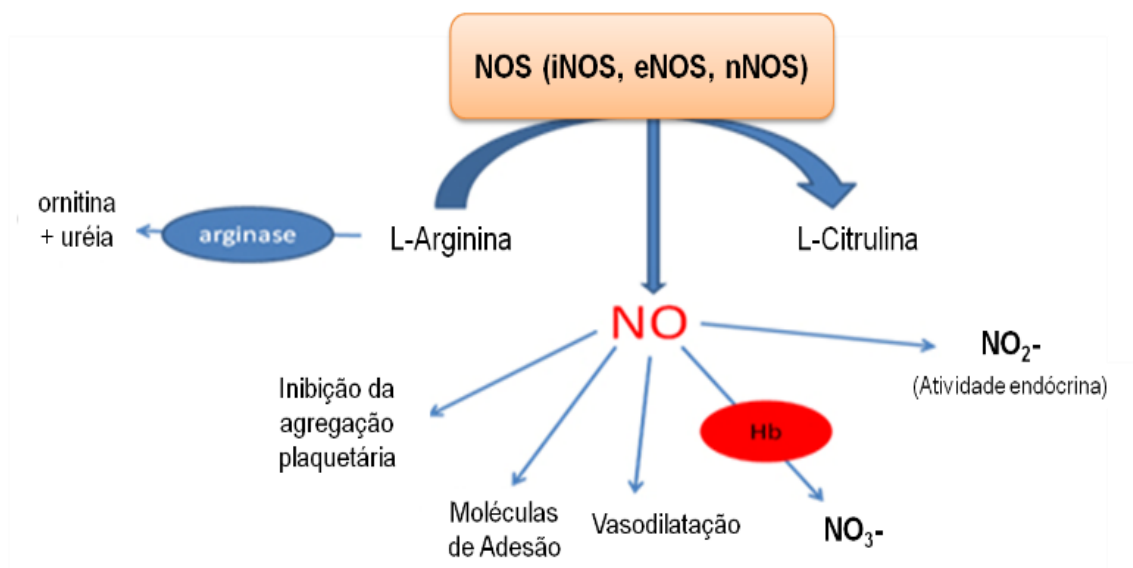 NOS (iNOS, eNOS, nNOS)
ornitina
+ uréia
arginase
L-Arginina
L-Citrulina
NO
NO₂-
(Atividade endócrina)
Inibição da
agregação
plaquetária
Hb
Moléculas
de Adesão
Vasodilatação
NO₃-